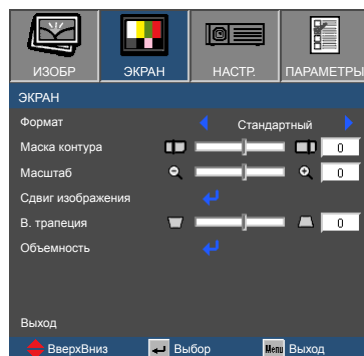 ИЗОБР ЭКРАН НАСТР. ПАРАМЕТРЫ
ЭКРАН
Формат Стандартный
Маска контура 0
Масштаб 0
Сдвиг изображения
В. трапеция 0
Объемность
Выход
ВверхВниз Выбор Menu Выход